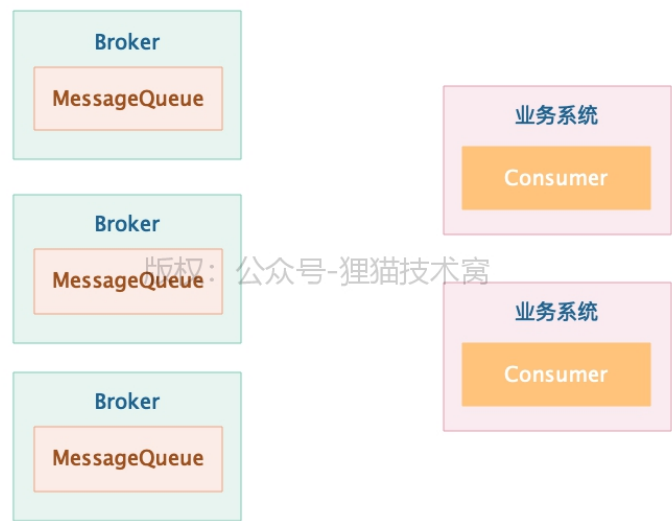 Broker
MessageQueue
业务系统
Consumer
Broker
MessageQueue
版权：公众号-狸猫技术窝
业务系统
Consumer
Broker
MessageQueue